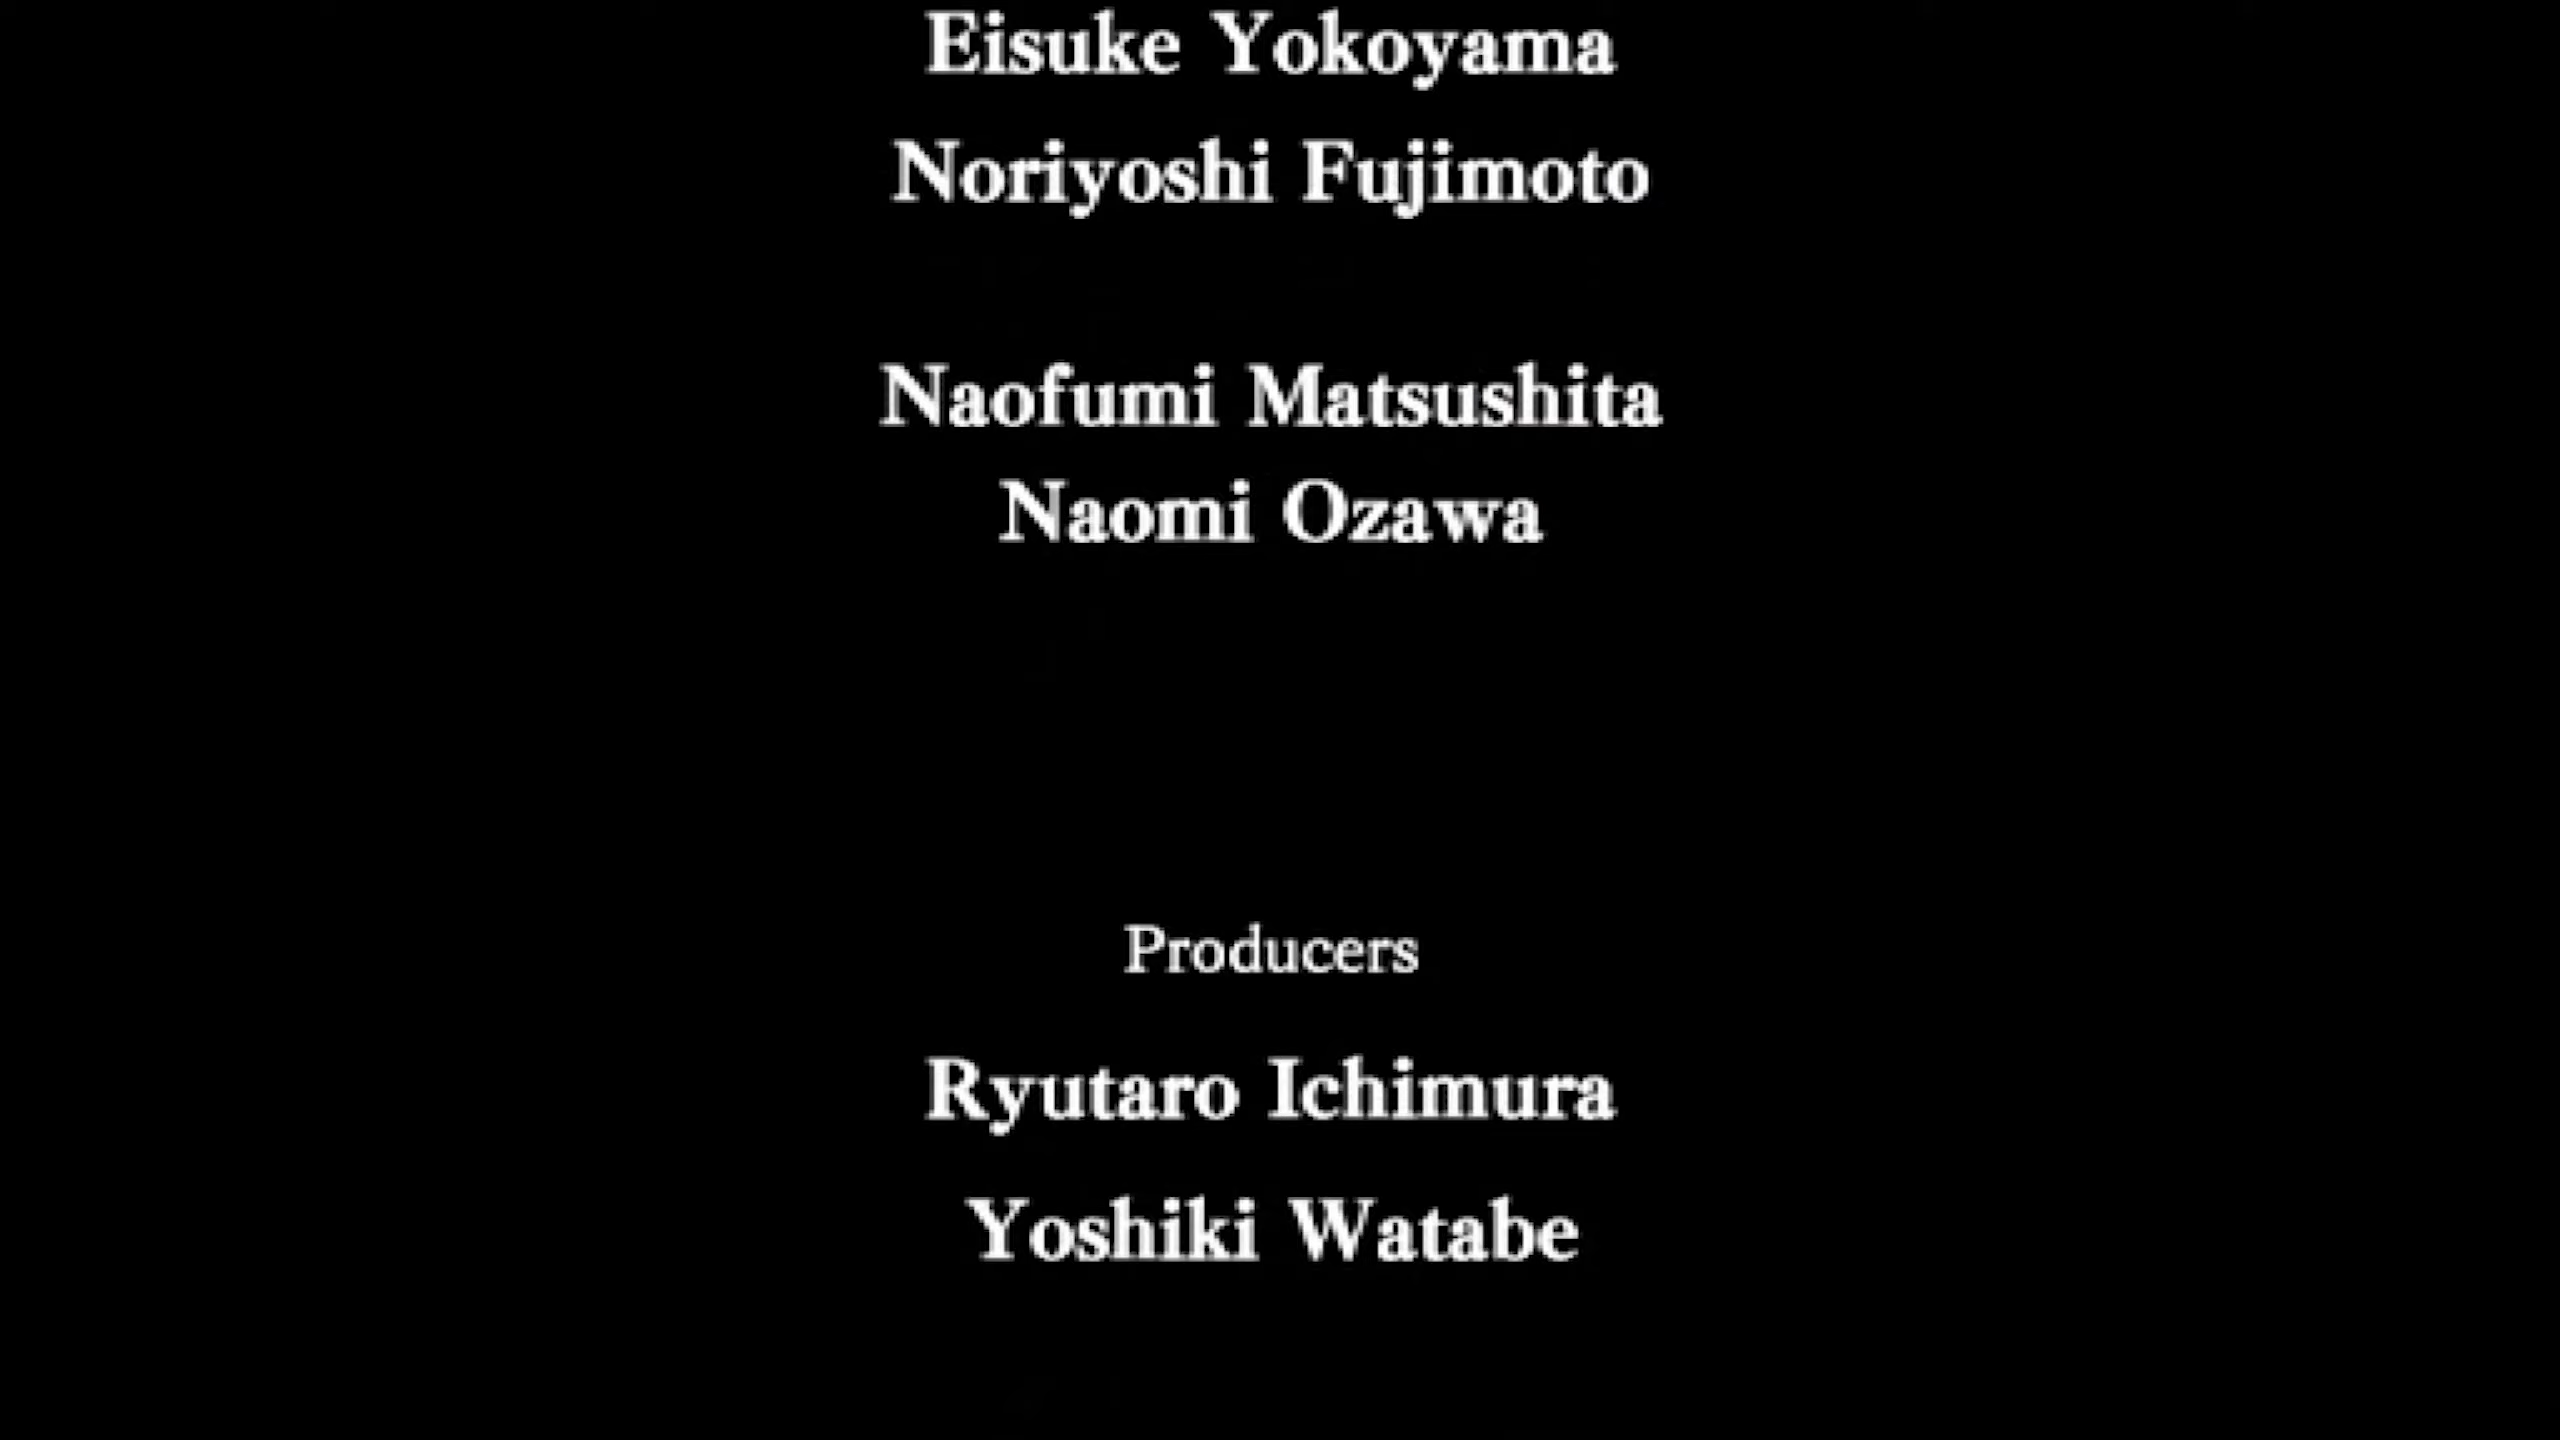 Eisuke Yokoyama
Noriyoshi Fujimoto
Naofumi Matsushita
Naomi Ozawa
Producers
Ryutaro Ichimura
Yoshiki Watabe